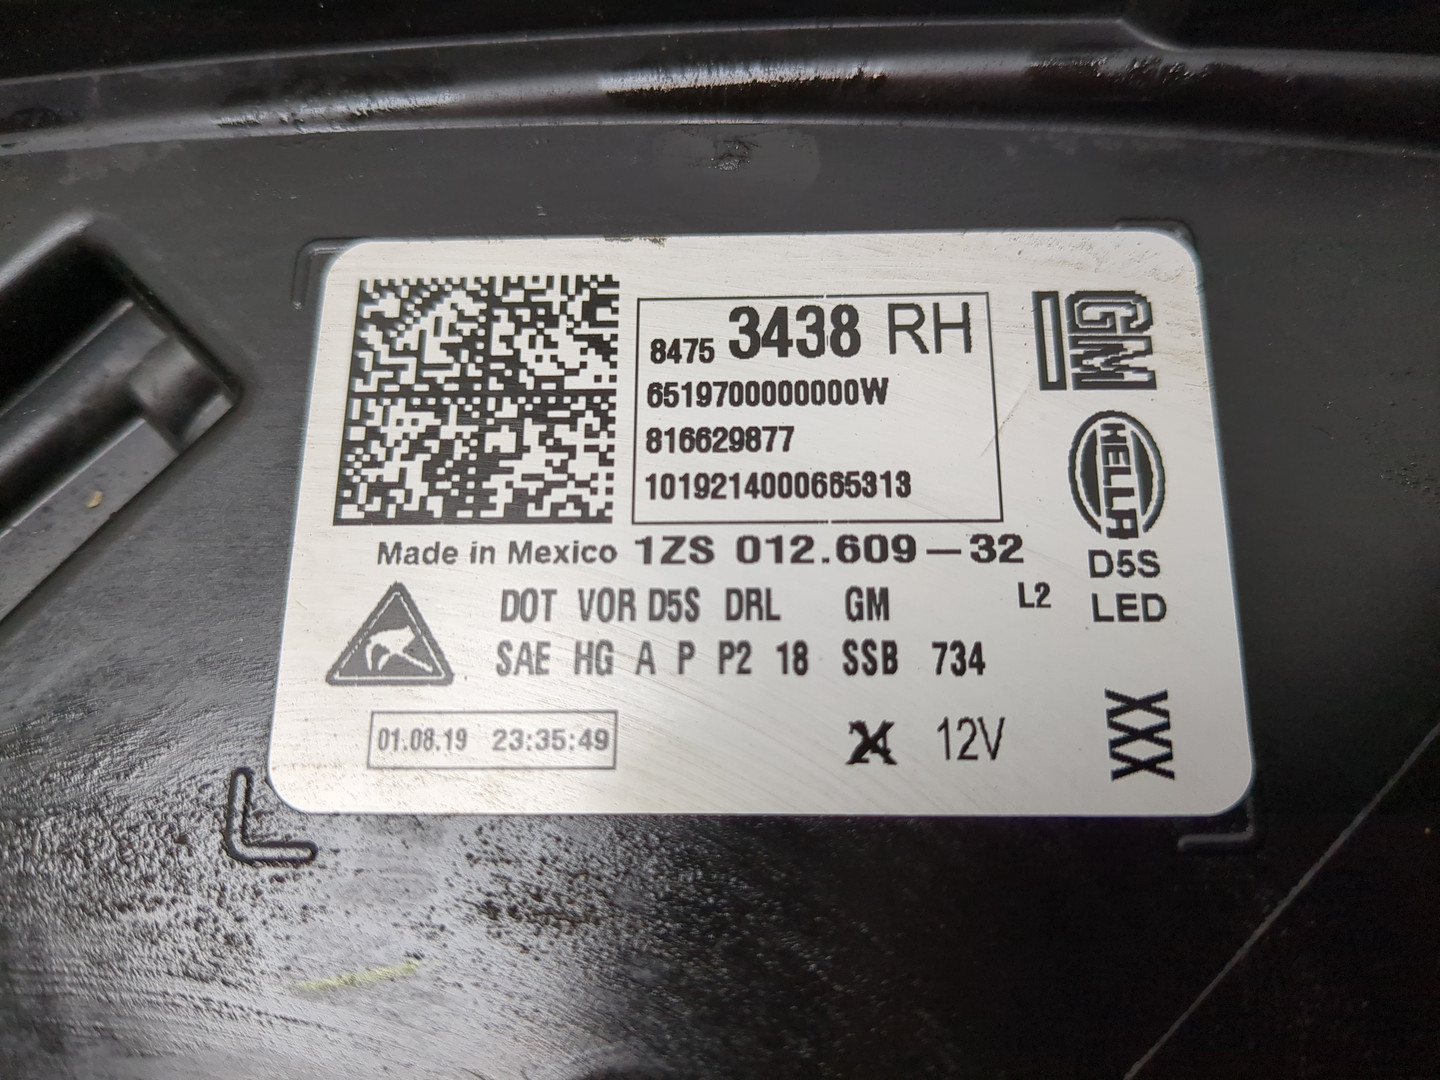 8475 3438 RH
6519700000000W
816629877
1019214000665313
GM
HELLA
Made in Mexico 1ZS 012.609-32
D5S
LED
DOT VOR D5S DRL GM L2
SAE HG A P P2 18 SSB 734
01.08.19 23:35:49
12V
XXX